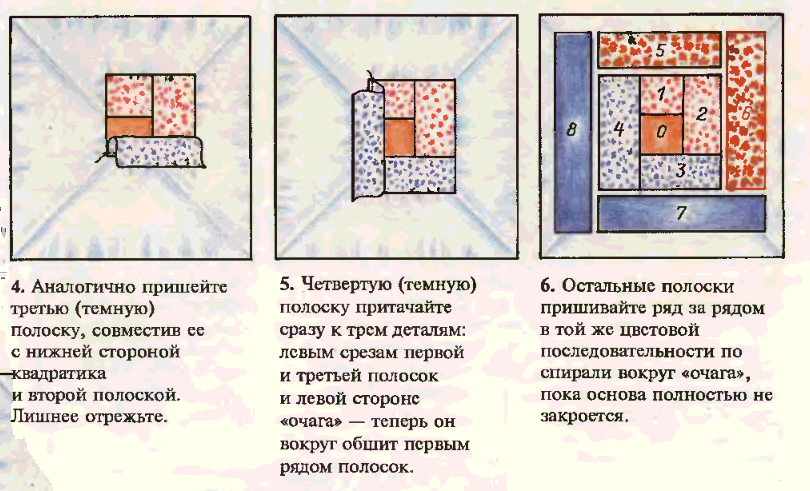 5
6
1
2
0
4
3
8
7
4. Аналогично пришейте
третью (темную)
полоску, совместив ее
с нижней стороной
квадратика
и второй полоской.
Лишнее отрежьте.
5. Четвертую (темную)
полоску притачайте
сразу к трем деталям:
левым срезам первой
и третьей полосок
и левой стороне
«очага» — теперь он
вокруг обшит первым
рядом полосок.
6. Остальные полоски
пришивайте ряд за рядом
в той же цветовой
последовательности по
спирали вокруг «очага»,
пока основа полностью не
закроется.